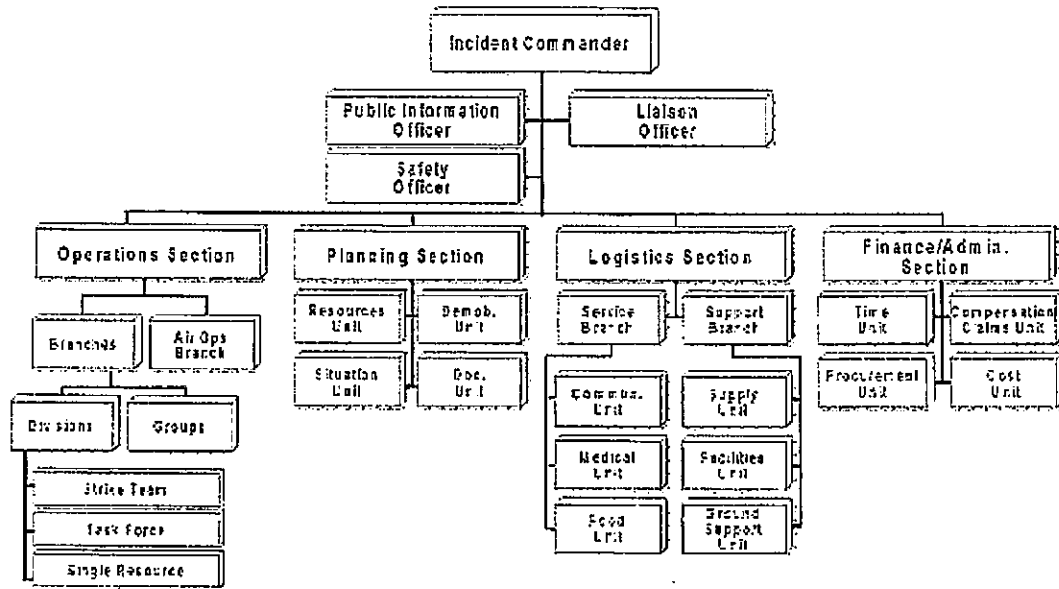 Incident Commander
Public Information
Officer
Liaison
Officer
Safety
Officer
Operations Section
Planning Section
Logistics Section
Finance/Admin.
Section
Branches
Air Ops
Branch
Resources
Unit
Demob.
Unit
Service
Branch
Support
Branch
Time
Unit
Compensation
Claims Unit
Situation
Unit
Doc.
Unit
Procurement
Unit
Cost
Unit
Divisions
Groups
Commun.
Unit
Supply
Unit
Medical
Unit
Facilities
Unit
Strike Team
Task Force
Single Resource
Food
Unit
Ground
Support
Unit